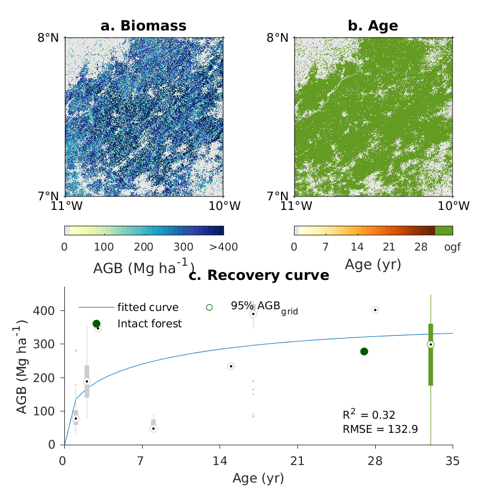 a. Biomass
b. Age
8°N
8°N
7°N
7°N
11°W
10°W
11°W
10°W
0 100 200 300 >400
0 7 14 21 28 ogf
AGB (Mg ha⁻¹)
Age (yr)
c. Recovery curve
fitted curve
95% AGB_grid
Intact forest
400
300
200
100
0
AGB (Mg ha⁻¹)
R² = 0.32
RMSE = 132.9
0 7 14 21 28 35
Age (yr)